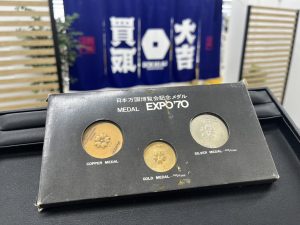 買取
大吉
日本万国博覧会記念メダル
MEDAL EXPO'70
COPPER MEDAL
GOLD MEDAL
SILVER MEDAL